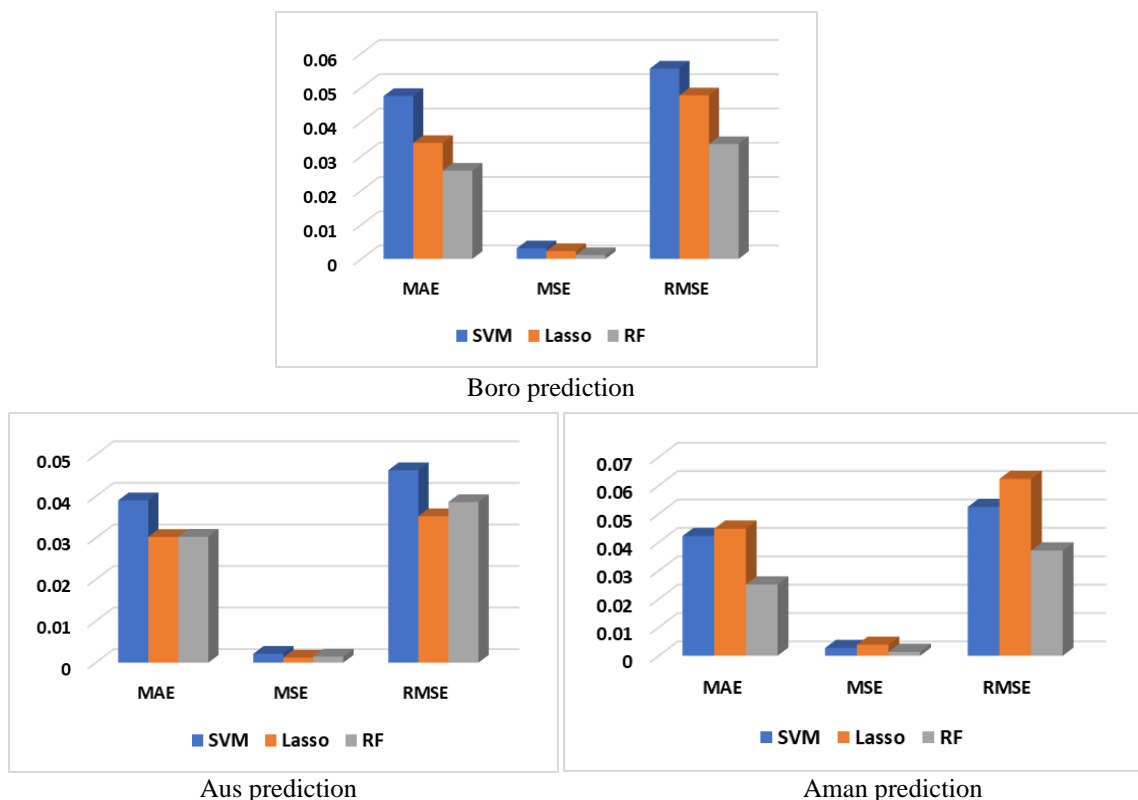 0.06
0.05
0.04
0.03
0.02
0.01
0
MAE MSE RMSE
SVM Lasso RF
Boro prediction
0.05
0.04
0.03
0.02
0.01
0
MAE MSE RMSE
SVM Lasso RF
Aus prediction
0.07
0.06
0.05
0.04
0.03
0.02
0.01
0
MAE MSE RMSE
SVM Lasso RF
Aman prediction